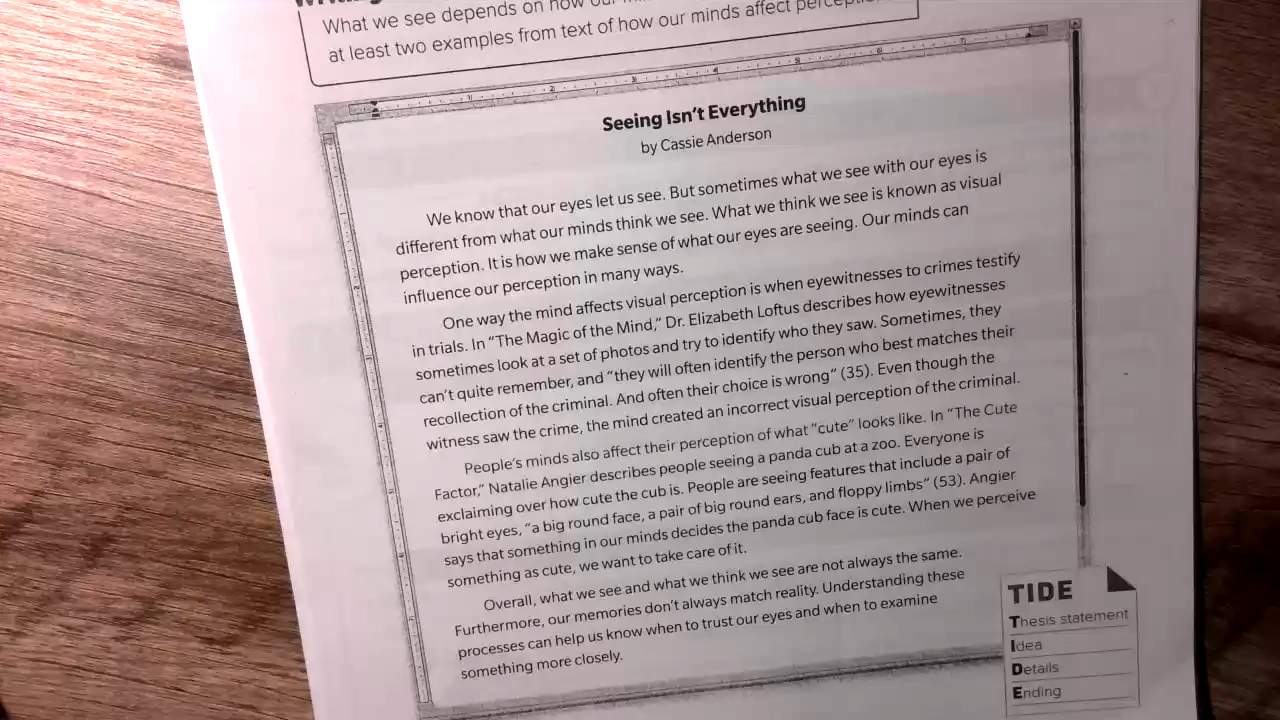 What we see depends on how our
at least two examples from text of how our minds affect
Seeing Isn't Everything
by Cassie Anderson
We know that our eyes let us see. But sometimes what we see with our eyes is
different from what our minds think we see. What we think we see is known as visual
perception. It is how we make sense of what our eyes are seeing. Our minds can
influence our perception in many ways.
One way the mind affects visual perception is when eyewitnesses to crimes testify
in trials. In “The Magic of the Mind,” Dr. Elizabeth Loftus describes how eyewitnesses
sometimes look at a set of photos and try to identify who they saw. Sometimes, they
can’t quite remember, and “they will often identify the person who best matches their
recollection of the criminal. And often their choice is wrong” (35). Even though the
witness saw the crime, the mind created an incorrect visual perception of the criminal.
People’s minds also affect their perception of what “cute” looks like. In “The Cute
Factor,” Natalie Angier describes people seeing a panda cub at a zoo. Everyone is
exclaiming over how cute the cub is. People are seeing features that include a pair of
bright eyes, “a big round face, a pair of big round ears, and floppy limbs” (53). Angier
says that something in our minds decides the panda cub face is cute. When we perceive
something as cute, we want to take care of it.
Overall, what we see and what we think we see are not always the same.
Furthermore, our memories don’t always match reality. Understanding these
processes can help us know when to trust our eyes and when to examine
something more closely.
TIDE
Thesis statement
Idea
Details
Ending